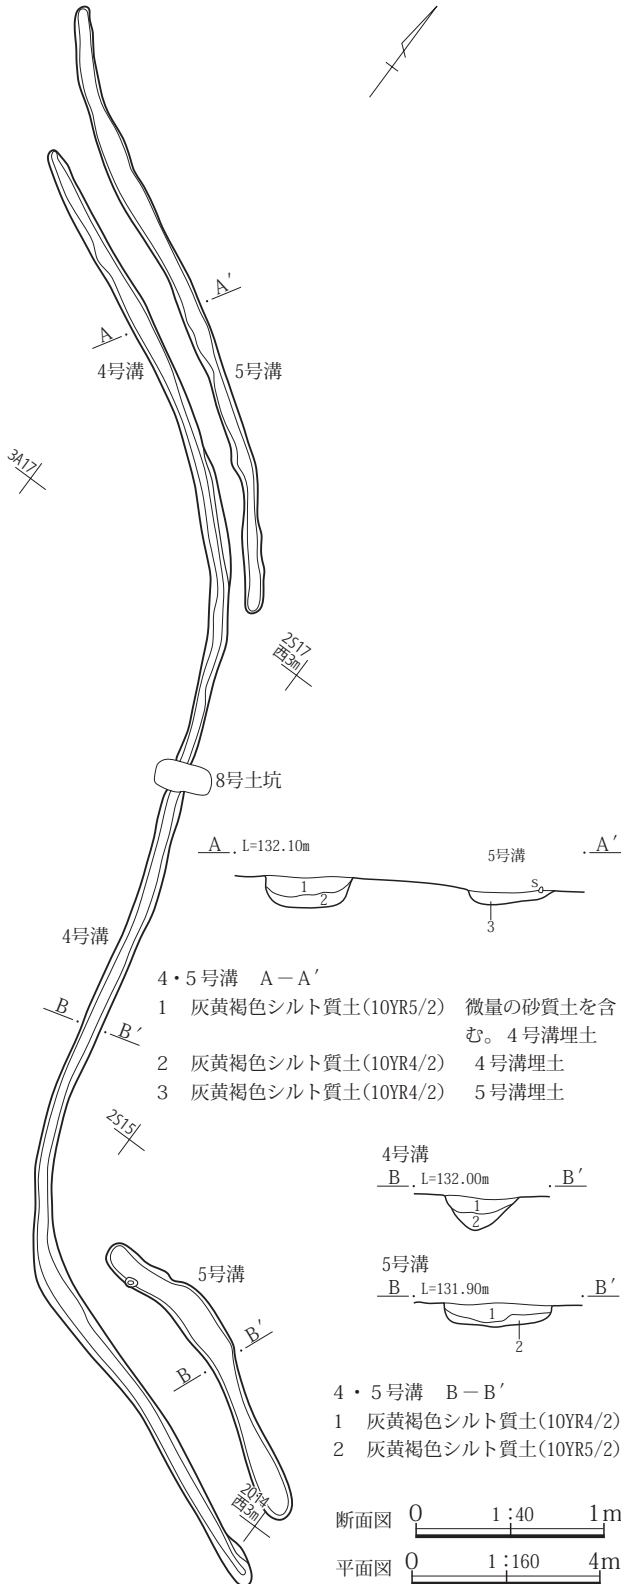 A′
A
4号溝
5号溝
3A17
2S17
西3m
8号土坑
A L=132.10m 5号溝 A′
1
2
S
3
4号溝
4・5号溝 A－A′
1 灰黄褐色シルト質土(10YR5/2) 微量の砂質土を含
む。4号溝埋土
2 灰黄褐色シルト質土(10YR4/2) 4号溝埋土
3 灰黄褐色シルト質土(10YR4/2) 5号溝埋土
B
B′
2S15
4号溝
B L=132.00m B′
1
2
5号溝
5号溝
B L=131.90m B′
1
2
B′
B
4・5号溝 B－B′
1 灰黄褐色シルト質土(10YR4/2)
2 灰黄褐色シルト質土(10YR5/2)
2Q14
西3m
断面図 0 1：40 1m
平面図 0 1：160 4m